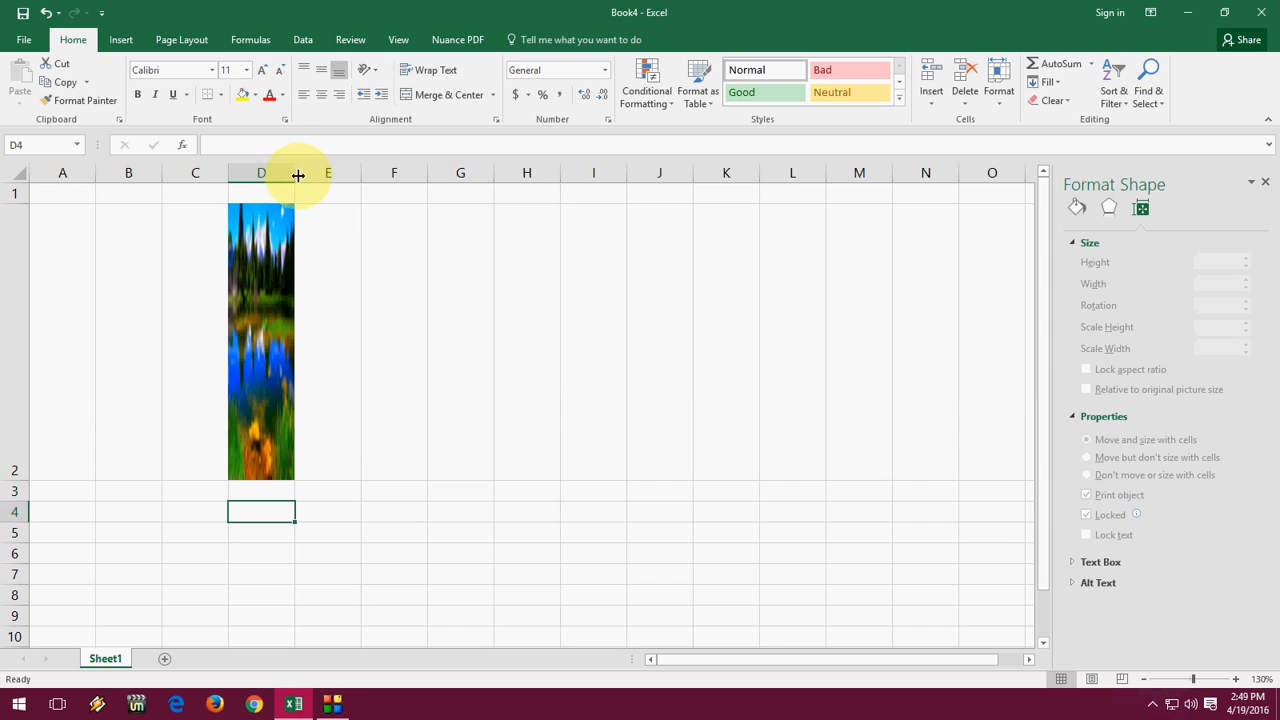 Book4 - Excel
Sign in
File Home Insert Page Layout Formulas Data Review View Nuance PDF Tell me what you want to do Share
Paste
Cut
Copy
Format Painter
Clipboard
Calibri 11
B I U A
Font
Wrap Text
Merge & Center
Alignment
General
$ % ,
Number
Conditional Formatting
Format as Table
Normal Bad
Good Neutral
Styles
Insert Delete Format
Cells
AutoSum
Fill
Clear
Sort & Filter
Find & Select
Editing
D4 fx
A B C D E F G H I J K L M N O
1
2
3
4
5
6
7
8
9
10
Format Shape
Size
Height
Width
Rotation
Scale Height
Scale Width
Lock aspect ratio
Relative to original picture size
Properties
Move and size with cells
Move but don't size with cells
Don't move or size with cells
Print object
Locked
Lock text
Text Box
Alt Text
Sheet1
Ready
130%
2:49 PM
4/19/2016